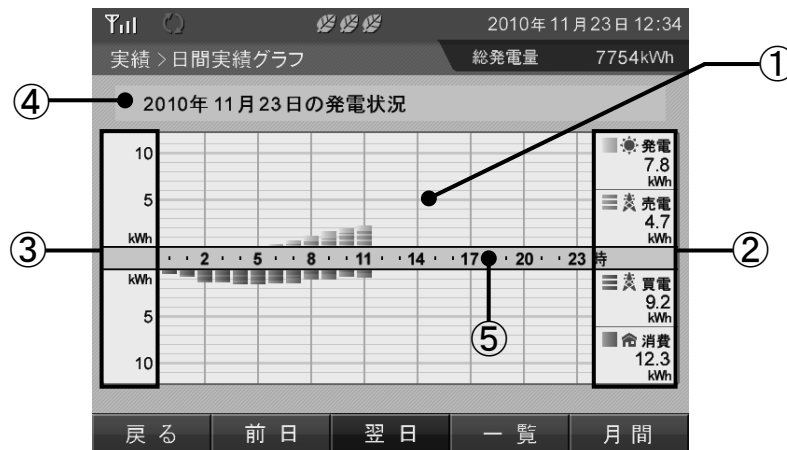 2010年11月23日 12:34
実績 > 日間実績グラフ
総発電量 7754kWh
①
④
2010年 11月23日の発電状況
10
5
kWh
発電
7.8
kWh
売電
4.7
kWh
③
②
· · 2 · · 5 · · 8 · · 11 · · 14 · · 17 · 20 · · 23 時
kWh
5
10
買電
9.2
kWh
消費
12.3
kWh
⑤
戻る 前日 翌日 一覧 月間